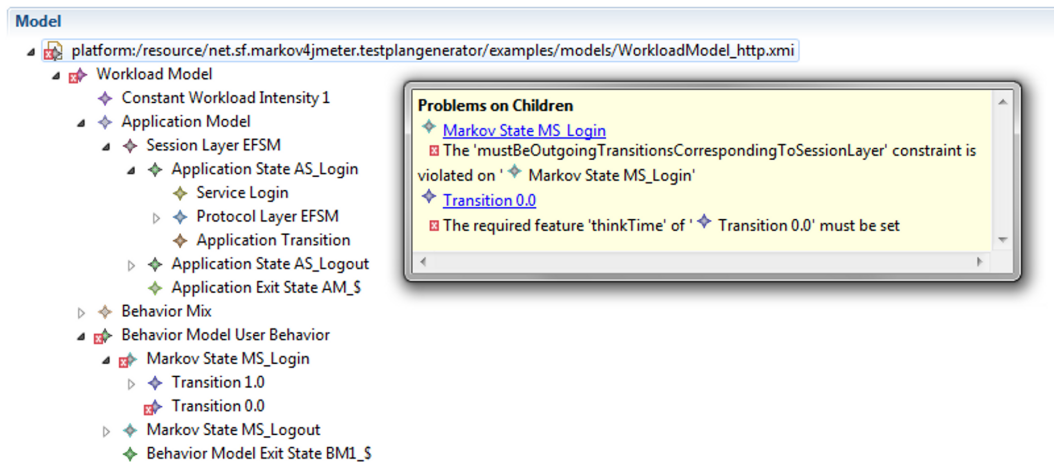 Model
platform:/resource/net.sf.markov4jmeter.testplangenerator/examples/models/WorkloadModel_http.xmi
Workload Model
Constant Workload Intensity 1
Application Model
Session Layer EFSM
Application State AS_Login
Service Login
Protocol Layer EFSM
Application Transition
Application State AS_Logout
Application Exit State AM_$
Behavior Mix
Behavior Model User Behavior
Markov State MS_Login
Transition 1.0
Transition 0.0
Markov State MS_Logout
Behavior Model Exit State BM1_$
Problems on Children
Markov State MS_Login
The 'mustBeOutgoingTransitionsCorrespondingToSessionLayer' constraint is
violated on ' Markov State MS_Login'
Transition 0.0
The required feature 'thinkTime' of ' Transition 0.0' must be set